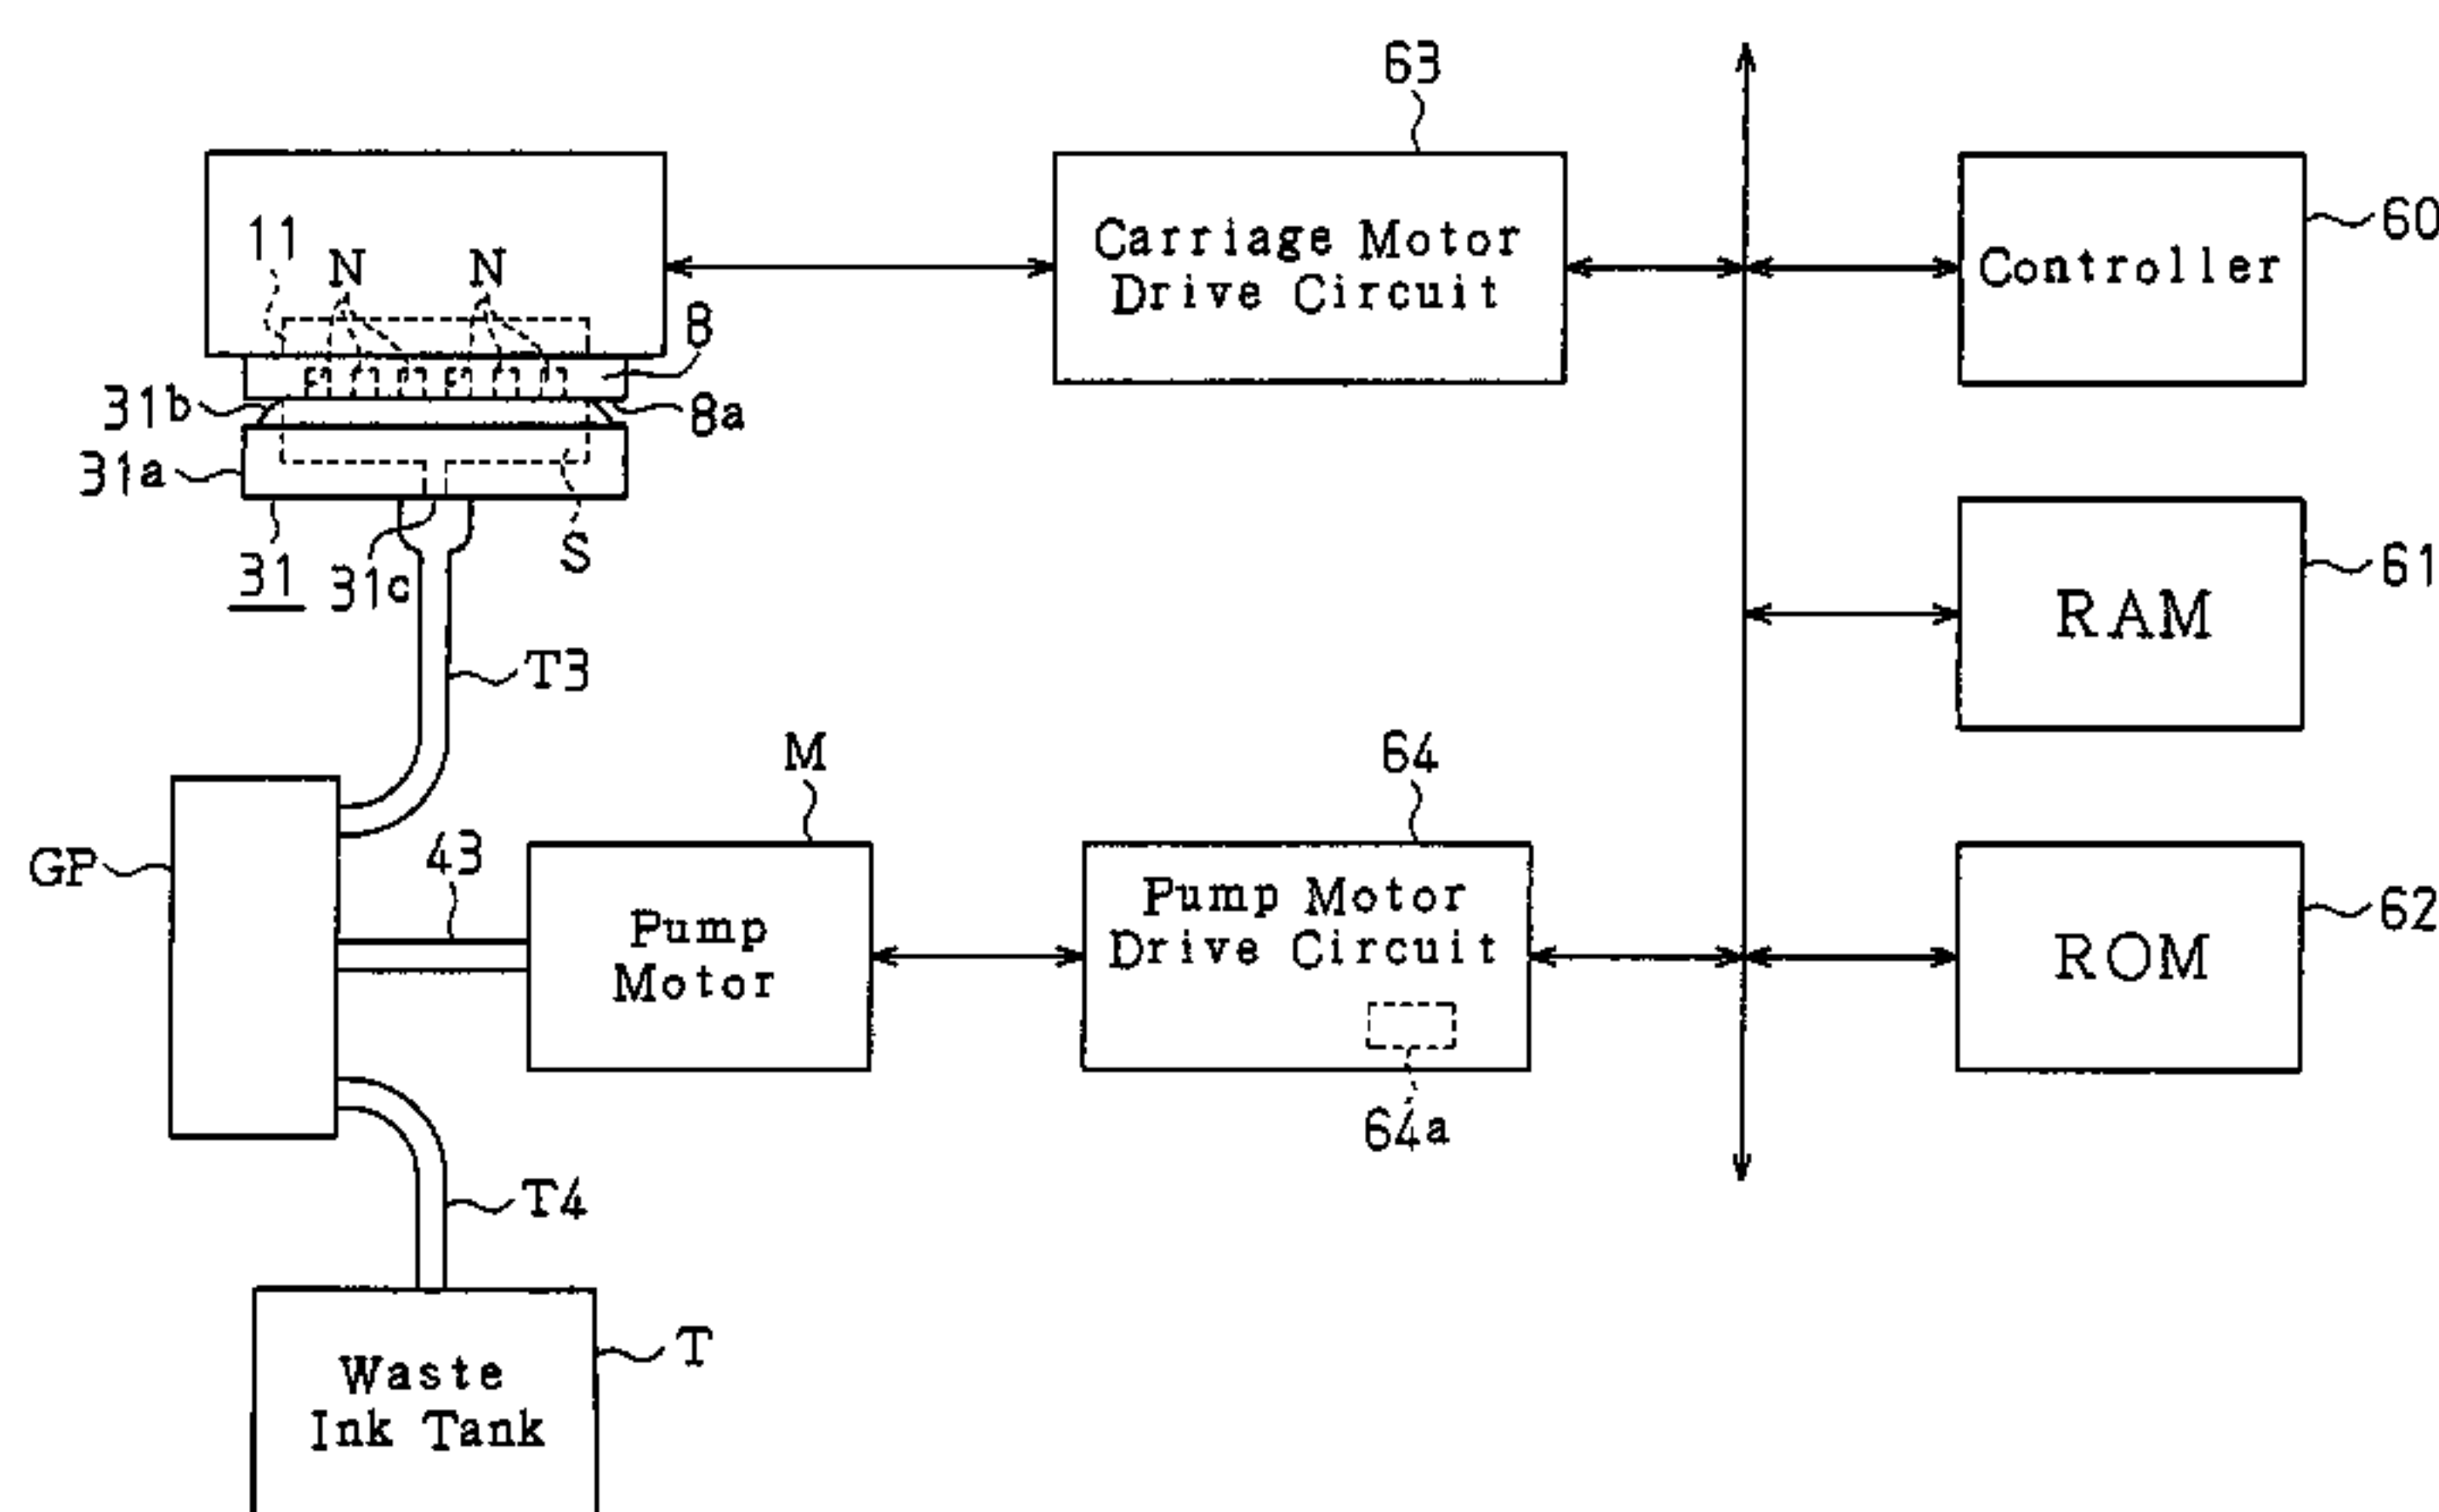 63
Carriage Motor
Drive Circuit
60
Controller
11
N
N
8
31b
8a
31a
31
31c
S
61
RAM
T3
M
64
GP
43
Pump
Motor
Pump Motor
Drive Circuit
64a
62
ROM
T4
T
Waste
Ink Tank